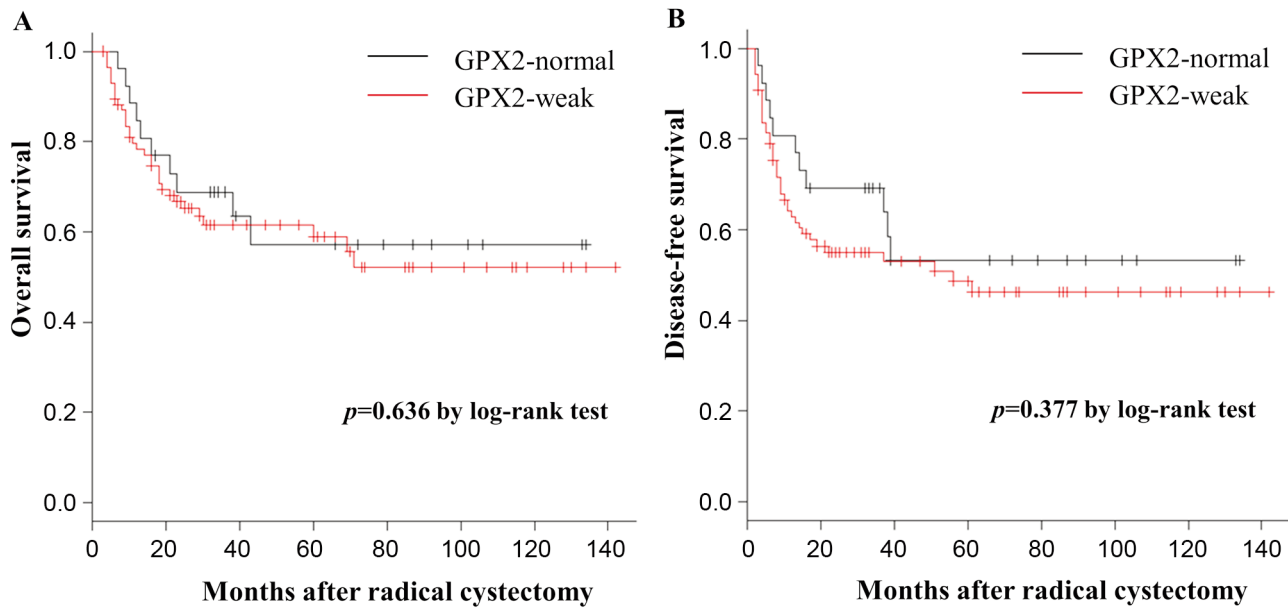 A
Overall survival
1.0
0.8
0.6
0.4
0.2
0.0
GPX2-normal
GPX2-weak
p=0.636 by log-rank test
0 20 40 60 80 100 120 140
Months after radical cystectomy
B
Disease-free survival
1.0
0.8
0.6
0.4
0.2
0.0
GPX2-normal
GPX2-weak
p=0.377 by log-rank test
0 20 40 60 80 100 120 140
Months after radical cystectomy